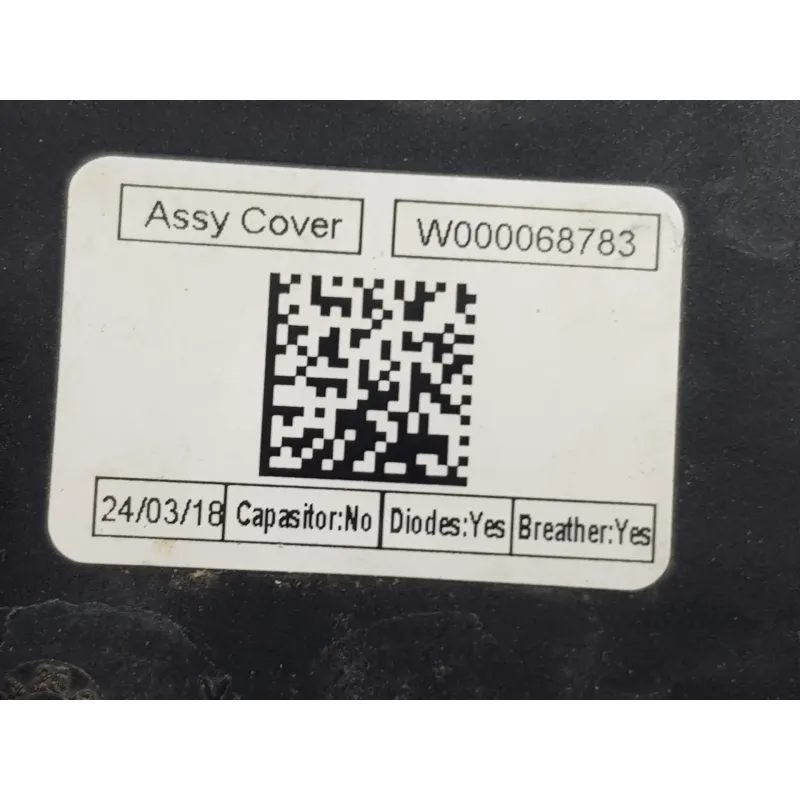 Assy Cover W000068783
24/03/18 Capasitor:No Diodes:Yes Breather:Yes